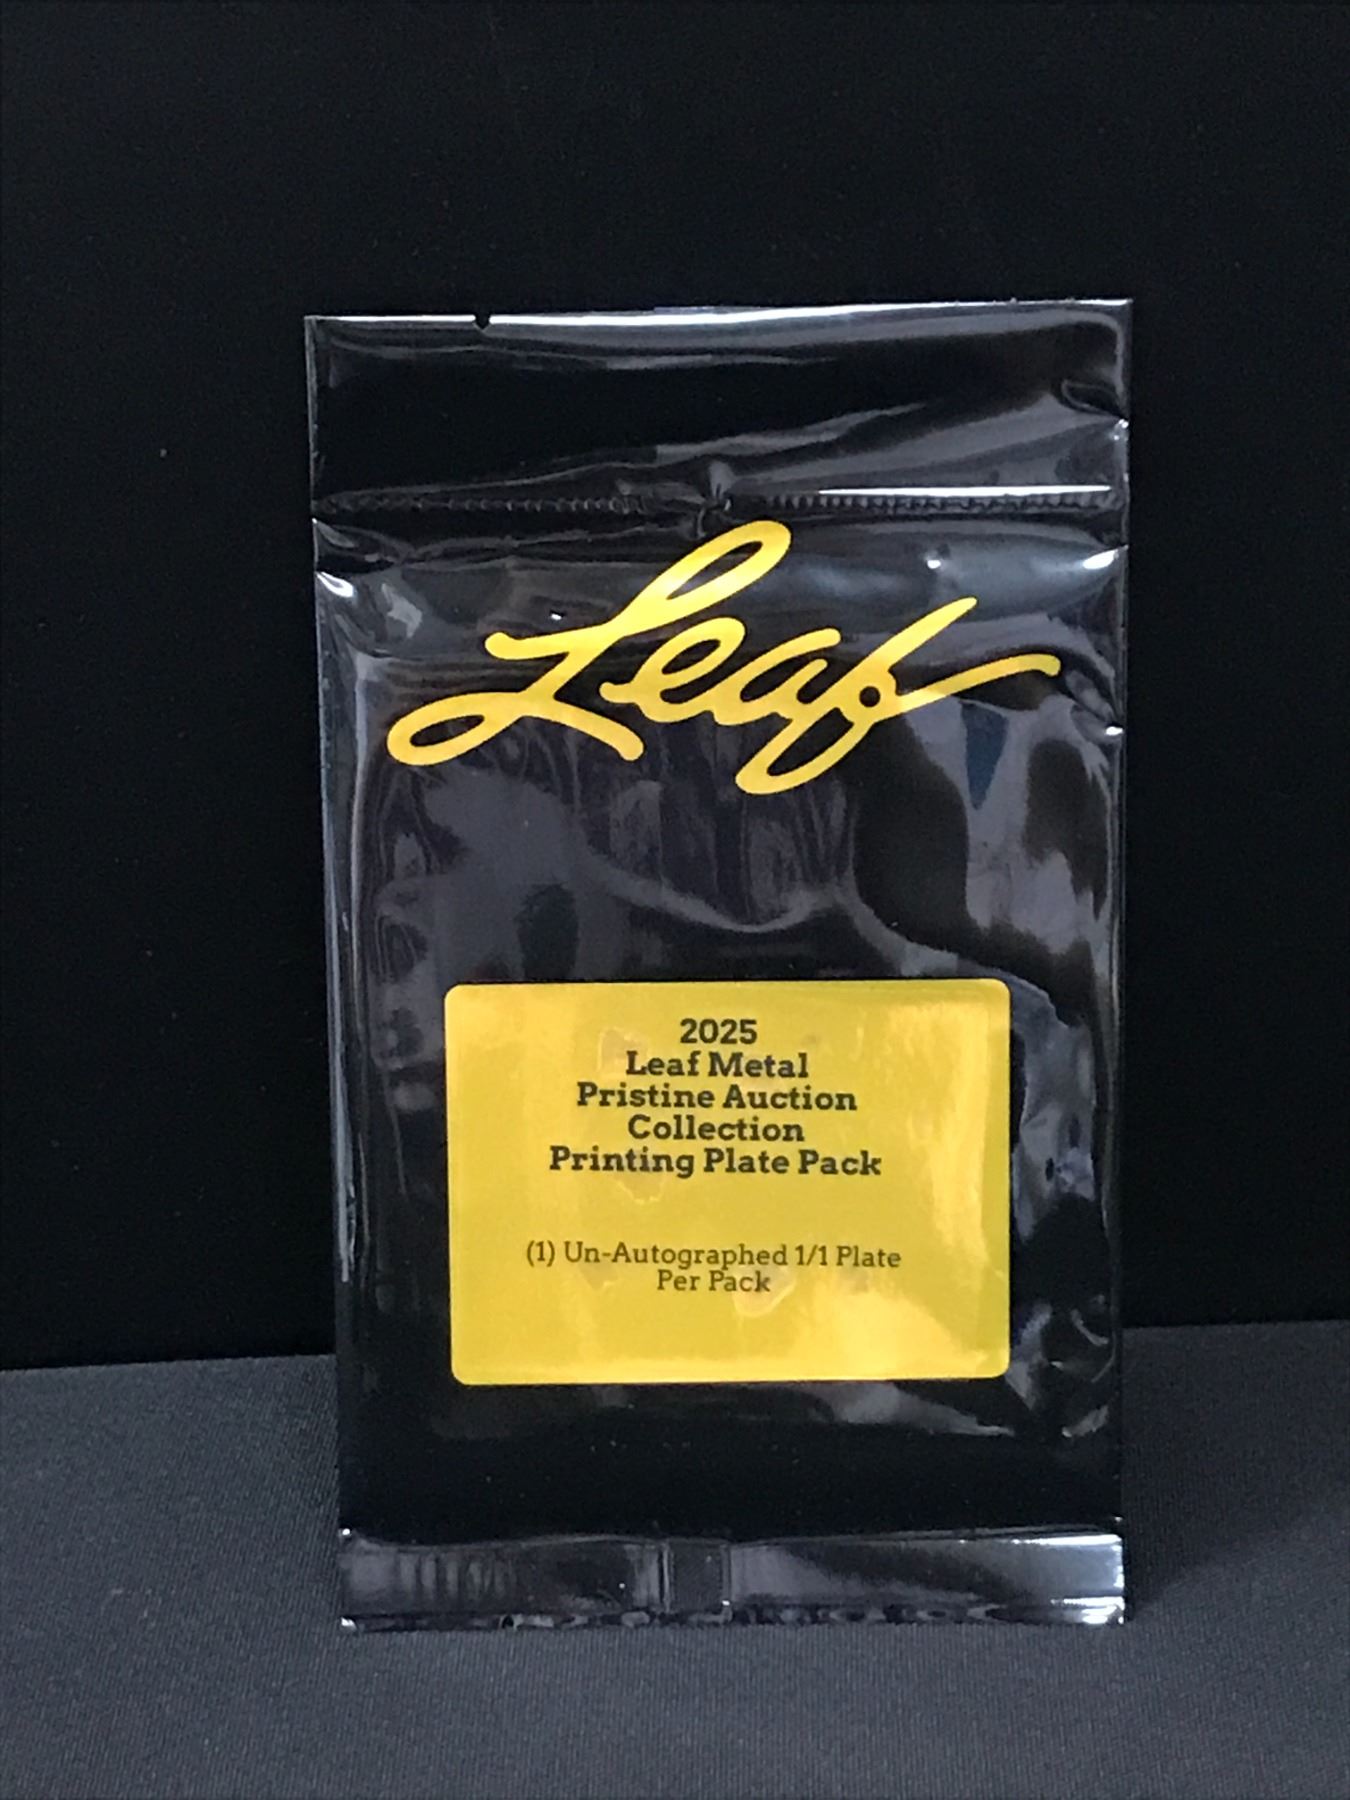 Leaf
2025
Leaf Metal
Pristine Auction
Collection
Printing Plate Pack
(1) Un-Autographed 1/1 Plate
Per Pack